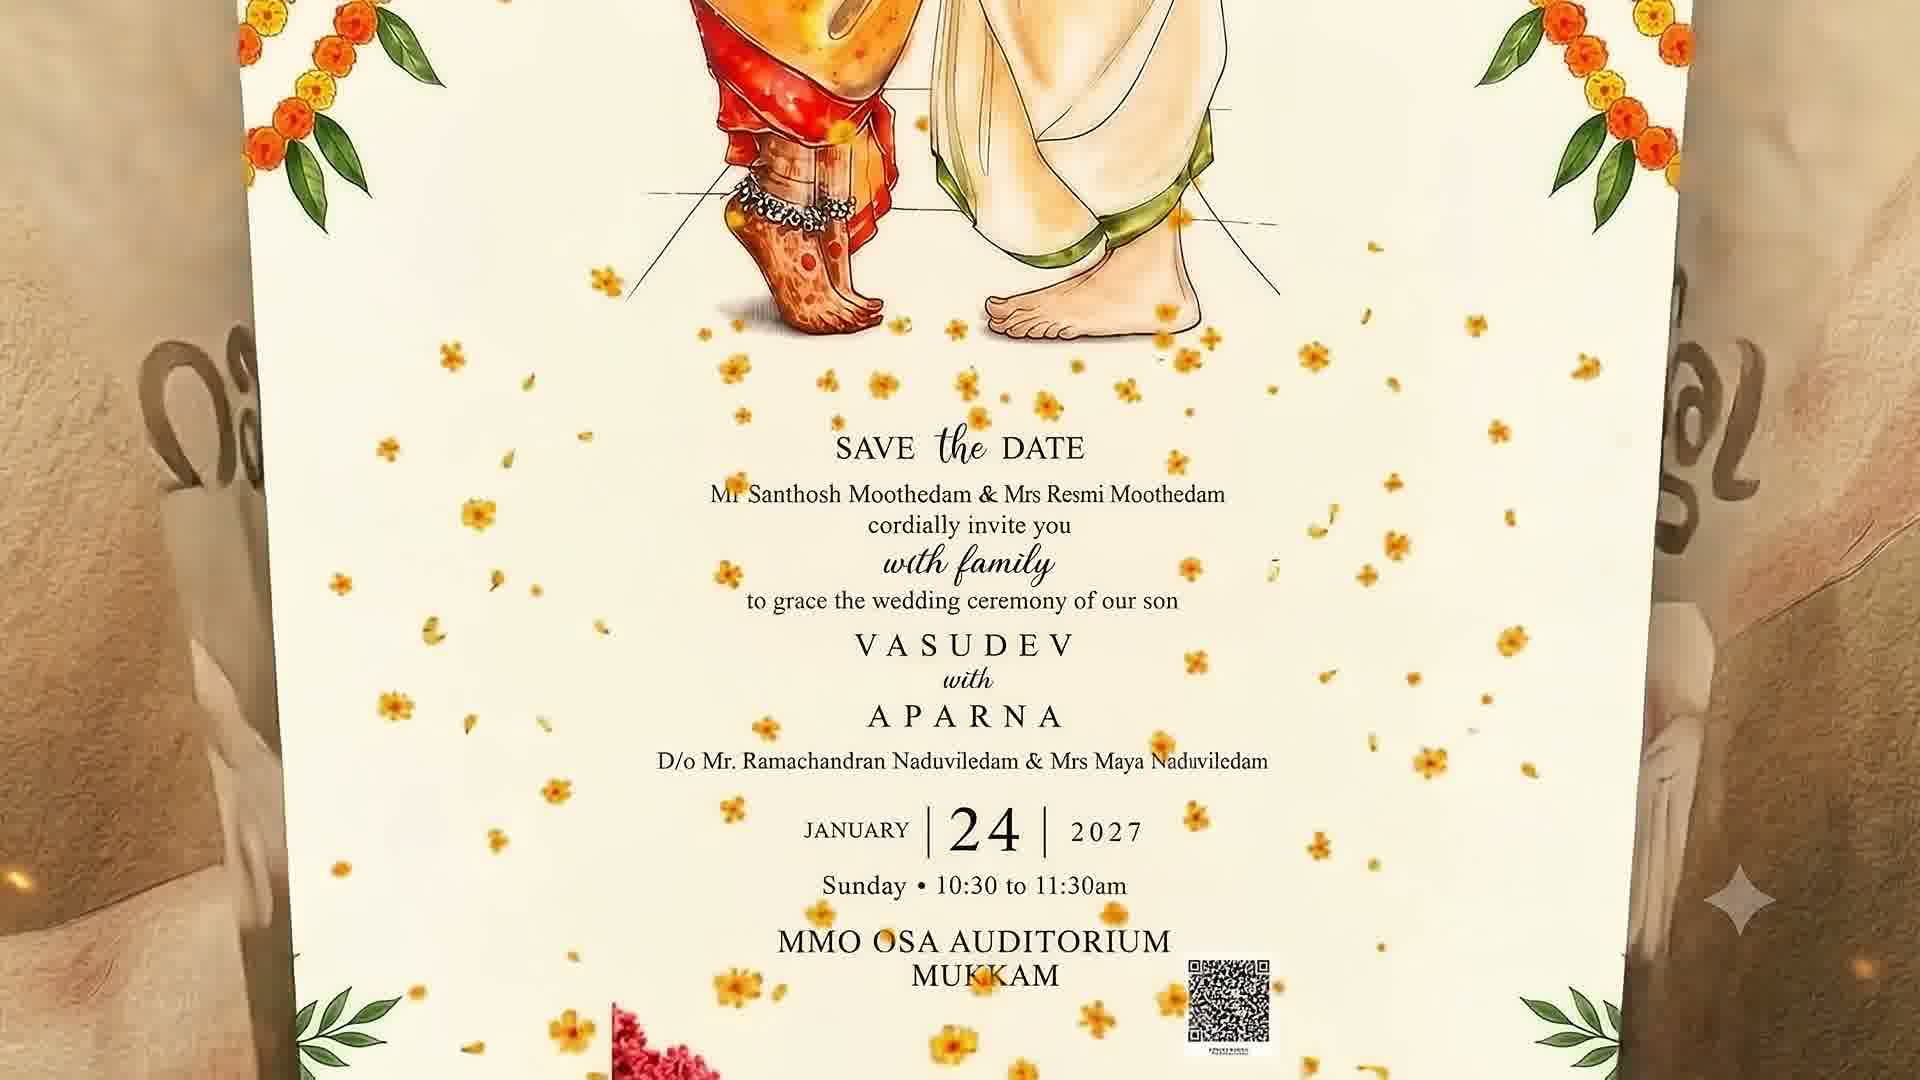 SAVE the DATE
Mr Santhosh Moothedam & Mrs Resmi Moothedam
cordially invite you
with family
to grace the wedding ceremony of our son
VASUDEV
with
APARNA
D/o Mr. Ramachandran Naduviledam & Mrs Maya Naduviledam
JANUARY | 24 | 2027
Sunday • 10:30 to 11:30am
MMO OSA AUDITORIUM
MUKKAM